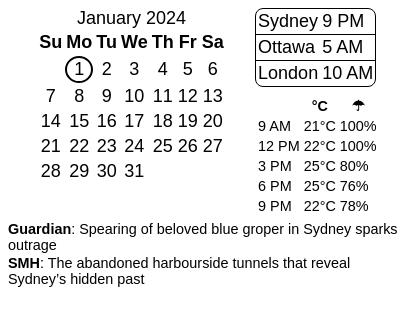 January 2024
Su Mo Tu We Th Fr Sa
1 2 3 4 5 6
7 8 9 10 11 12 13
14 15 16 17 18 19 20
21 22 23 24 25 26 27
28 29 30 31
Sydney 9 PM
Ottawa 5 AM
London 10 AM
°C ☂
9 AM 21°C 100%
12 PM 22°C 100%
3 PM 25°C 80%
6 PM 25°C 76%
9 PM 22°C 78%
Guardian: Spearing of beloved blue groper in Sydney sparks
outrage
SMH: The abandoned harbourside tunnels that reveal
Sydney’s hidden past